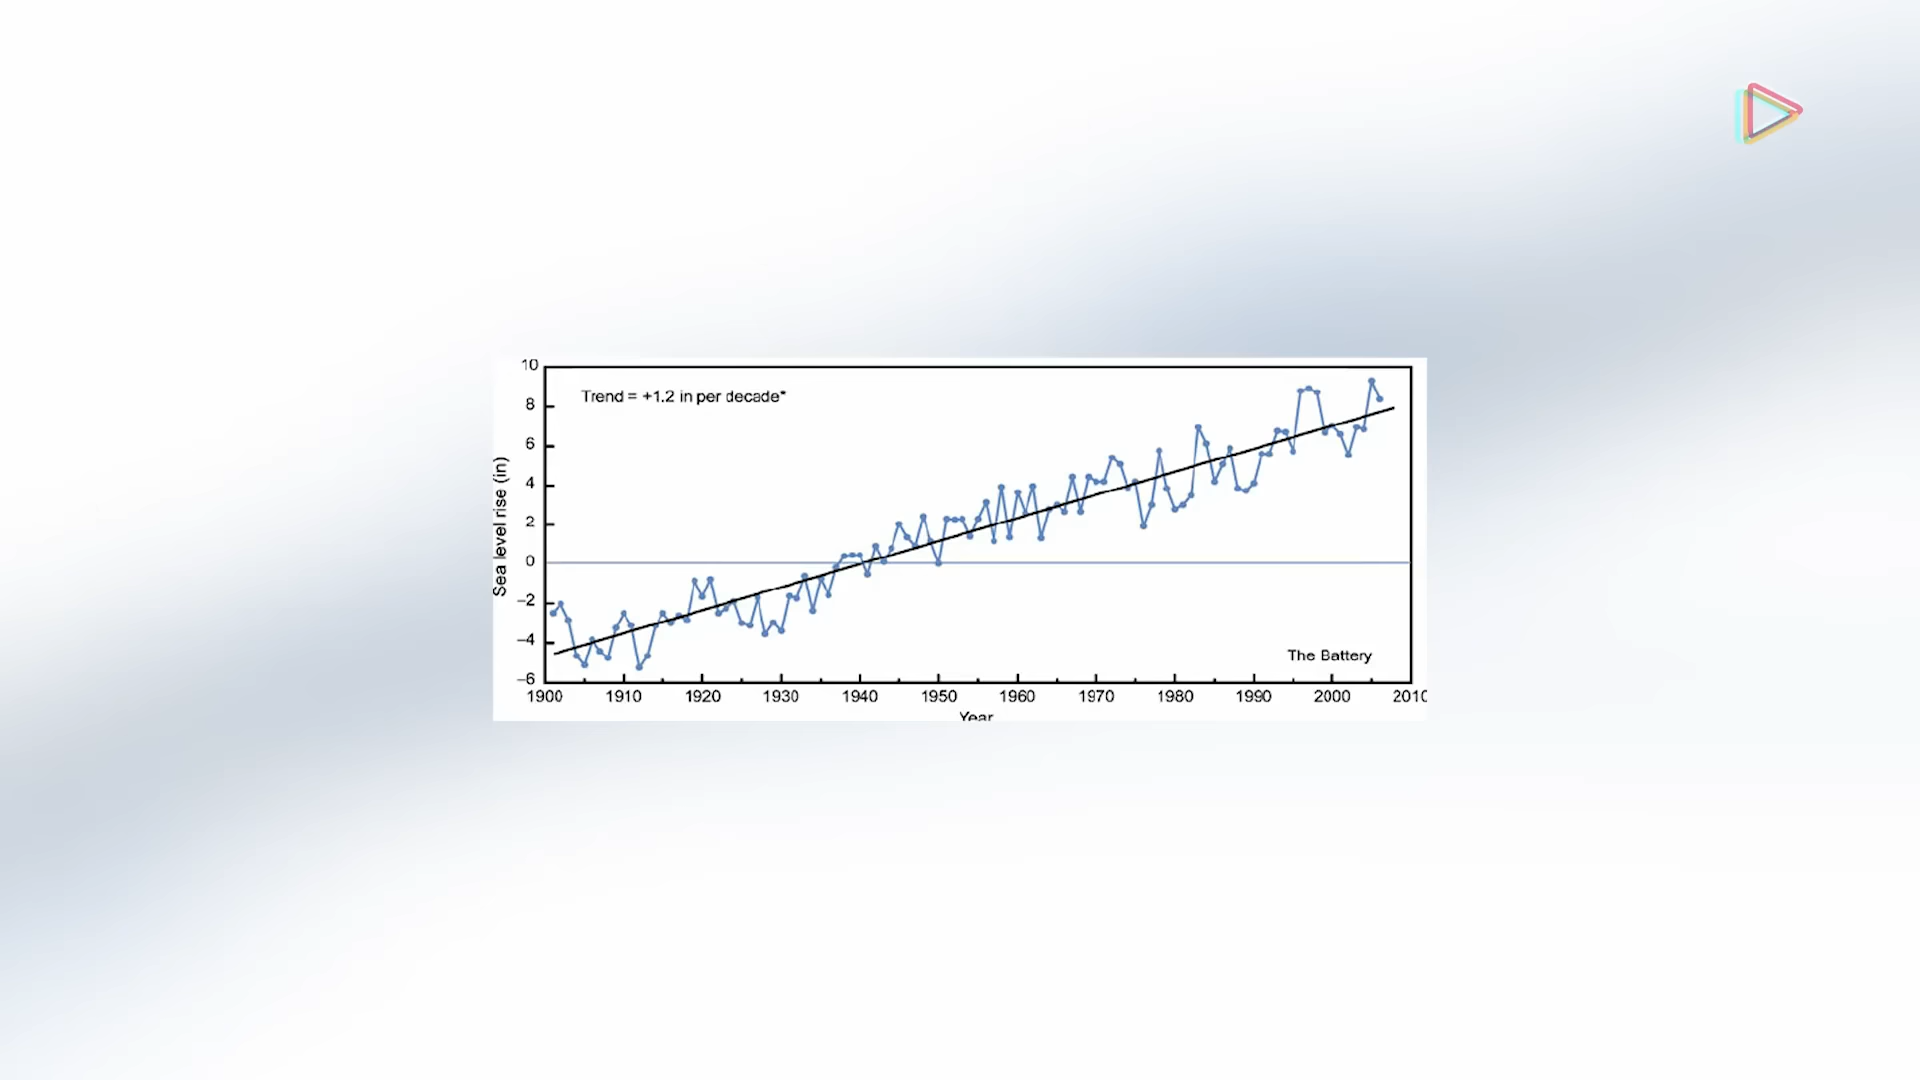 10
Trend = +1.2 in per decade*
8
6
4
2
0
–2
–4
–6
Sea level rise (in)
The Battery
1900 1910 1920 1930 1940 1950 1960 1970 1980 1990 2000 2010
Year